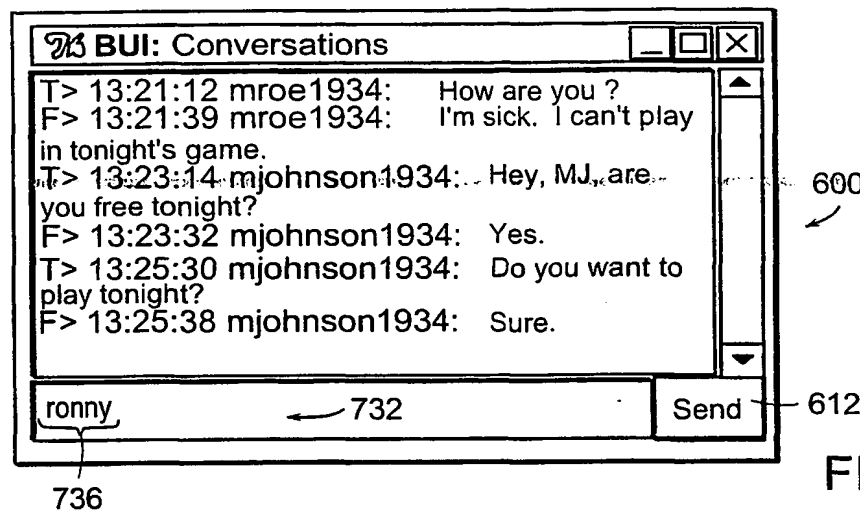 BUI: Conversations
T> 13:21:12 mroe1934: How are you ?
F> 13:21:39 mroe1934: I'm sick. I can't play
in tonight's game.
T> 13:23:14 mjohnson1934: Hey, MJ, are
you free tonight?
F> 13:23:32 mjohnson1934: Yes.
T> 13:25:30 mjohnson1934: Do you want to
play tonight?
F> 13:25:38 mjohnson1934: Sure.
600
ronny 732 Send 612
736